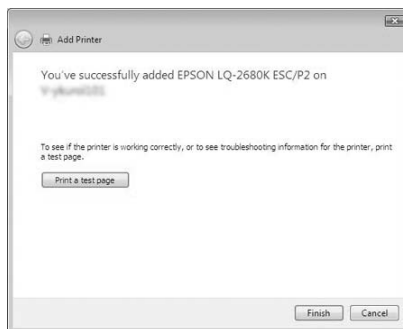 Add Printer
You've successfully added EPSON LQ-2680K ESC/P2 on
To see if the printer is working correctly, or to see troubleshooting information for the printer, print
a test page.
Print a test page
Finish
Cancel